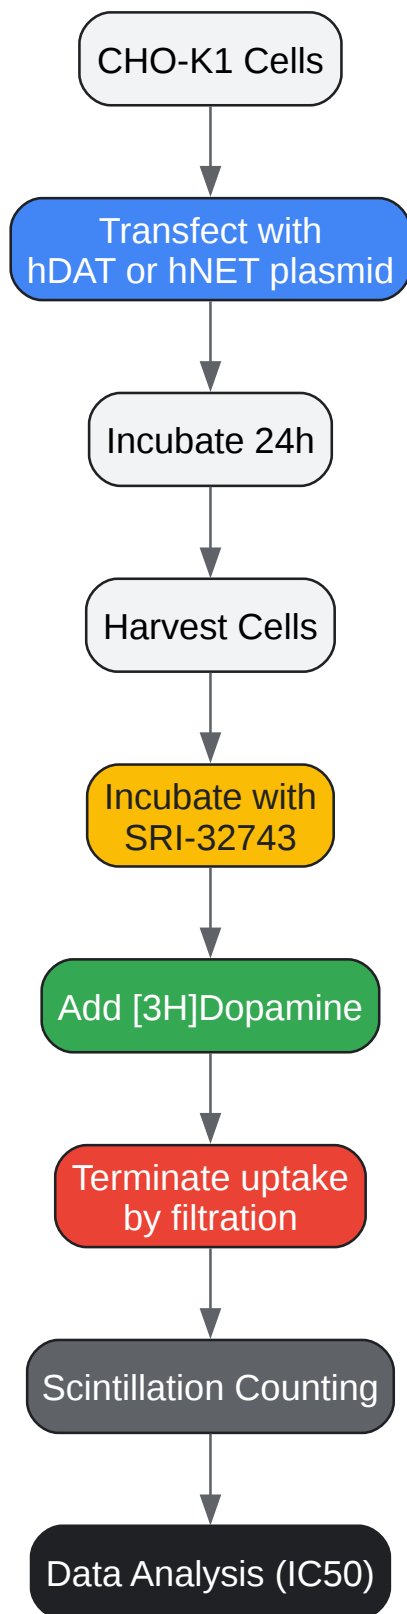 CHO-K1 Cells
Transfect with
hDAT or hNET plasmid
Incubate 24h
Harvest Cells
Incubate with
SRI-32743
Add [3H]Dopamine
Terminate uptake
by filtration
Scintillation Counting
Data Analysis (IC50)